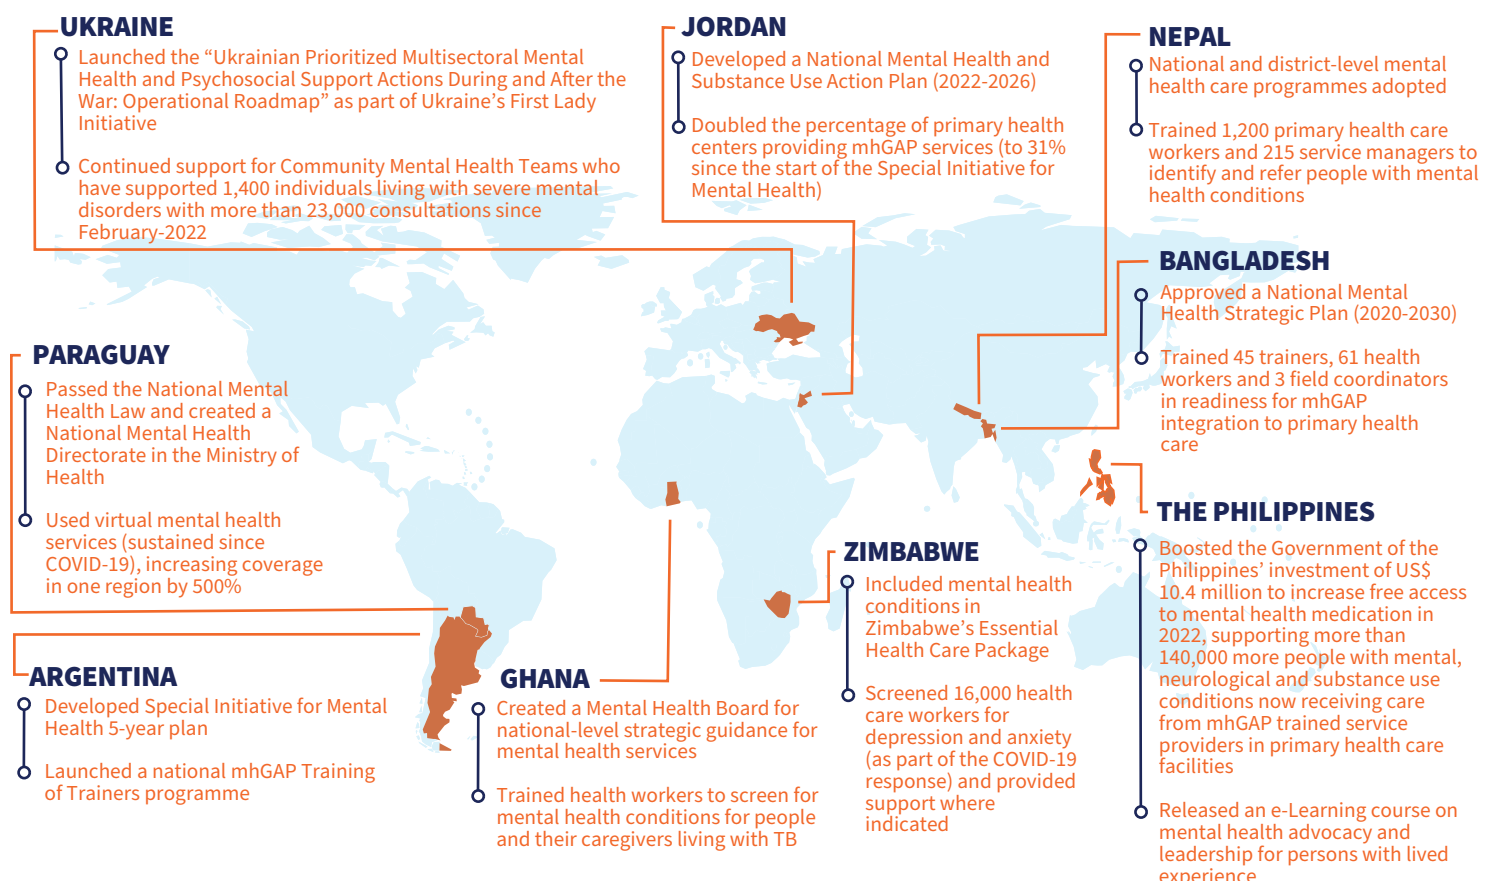 UKRAINE
Launched the “Ukrainian Prioritized Multisectoral Mental
Health and Psychosocial Support Actions During and After the
War: Operational Roadmap” as part of Ukraine’s First Lady
Initiative
Continued support for Community Mental Health Teams who
have supported 1,400 individuals living with severe mental
disorders with more than 23,000 consultations since
February-2022
JORDAN
Developed a National Mental Health and
Substance Use Action Plan (2022-2026)
Doubled the percentage of primary health
centers providing mhGAP services (to 31%
since the start of the Special Initiative for
Mental Health)
NEPAL
National and district-level mental
health care programmes adopted
Trained 1,200 primary health care
workers and 215 service managers to
identify and refer people with mental
health conditions
BANGLADESH
Approved a National Mental
Health Strategic Plan (2020-2030)
Trained 45 trainers, 61 health
workers and 3 field coordinators
in readiness for mhGAP
integration to primary health
care
PARAGUAY
Passed the National Mental
Health Law and created a
National Mental Health
Directorate in the Ministry of
Health
Used virtual mental health
services (sustained since
COVID-19), increasing coverage
in one region by 500%
THE PHILIPPINES
Boosted the Government of the
Philippines’ investment of US$
10.4 million to increase free access
to mental health medication in
2022, supporting more than
140,000 more people with mental,
neurological and substance use
conditions now receiving care
from mhGAP trained service
providers in primary health care
facilities
Released an e-Learning course on
mental health advocacy and
leadership for persons with lived
experience
ZIMBABWE
Included mental health
conditions in
Zimbabwe’s Essential
Health Care Package
Screened 16,000 health
care workers for
depression and anxiety
(as part of the COVID-19
response) and provided
support where
indicated
ARGENTINA
Developed Special Initiative for Mental
Health 5-year plan
Launched a national mhGAP Training
of Trainers programme
GHANA
Created a Mental Health Board for
national-level strategic guidance for
mental health services
Trained health workers to screen for
mental health conditions for people
and their caregivers living with TB